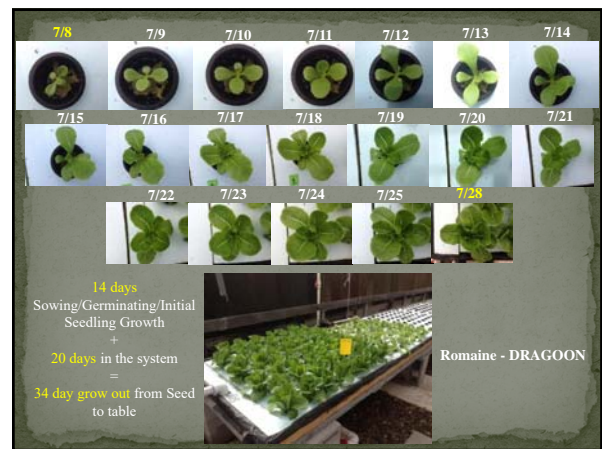 7/8 7/9 7/10 7/11 7/12 7/13 7/14
7/15 7/16 7/17 7/18 7/19 7/20 7/21
7/22 7/23 7/24 7/25 7/28
14 days
Sowing/Germinating/Initial
Seedling Growth
+
20 days in the system
=
34 day grow out from Seed
to table
Romaine - DRAGOON